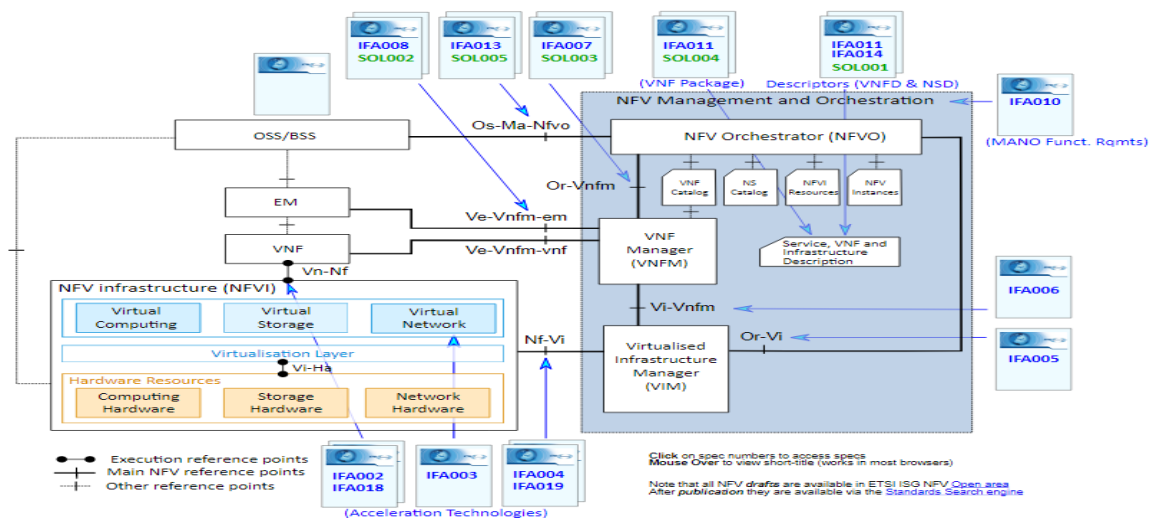 IFA008
SOL002
IFA013
SOL005
IFA007
SOL003
IFA011
SOL004
(VNF Package)
IFA011
IFA014
SOL001
Descriptors (VNFD & NSD)
NFV Management and Orchestration
IFA010
(MANO Funct. Rqmts)
OSS/BSS
Os-Ma-Nfvo
NFV Orchestrator (NFVO)
Or-Vnfm
VNF
Catalog
NS
Catalog
NFVI
Resources
NFV
Instances
EM
Ve-Vnfm-em
VNF
Ve-Vnfm-vnf
VNF
Manager
(VNFM)
Service, VNF and
Infrastructure
Description
Vn-Nf
NFV infrastructure (NFVI)
Virtual
Computing
Virtual
Storage
Virtual
Network
Vi-Vnfm
IFA006
Nf-Vi
Or-Vi
Virtualised
Infrastructure
Manager
(VIM)
IFA005
Virtualisation Layer
Vi-Ha
Hardware Resources
Computing
Hardware
Storage
Hardware
Network
Hardware
Execution reference points
Main NFV reference points
Other reference points
IFA002
IFA018
IFA003
IFA004
IFA019
(Acceleration Technologies)
Click on spec numbers to access specs
Mouse Over to view short-title (works in most browsers)
Note that all NFV drafts are available in ETSI ISG NFV Open area
After publication they are available via the Standards Search engine